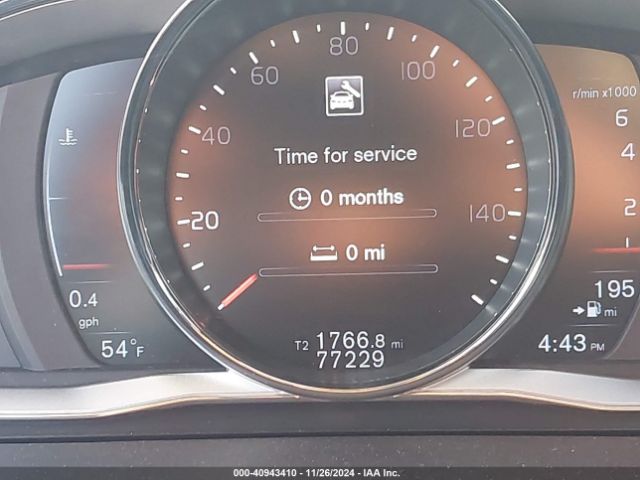 80
60
100
r/min x1000
6
40
120
4
Time for service
0 months
2
20
140
0 mi
1
0.4
gph
195
mi
T2 1766.8 mi
54°F
77229
4:43 PM
000-40943410 - 11/26/2024 - IAA Inc.